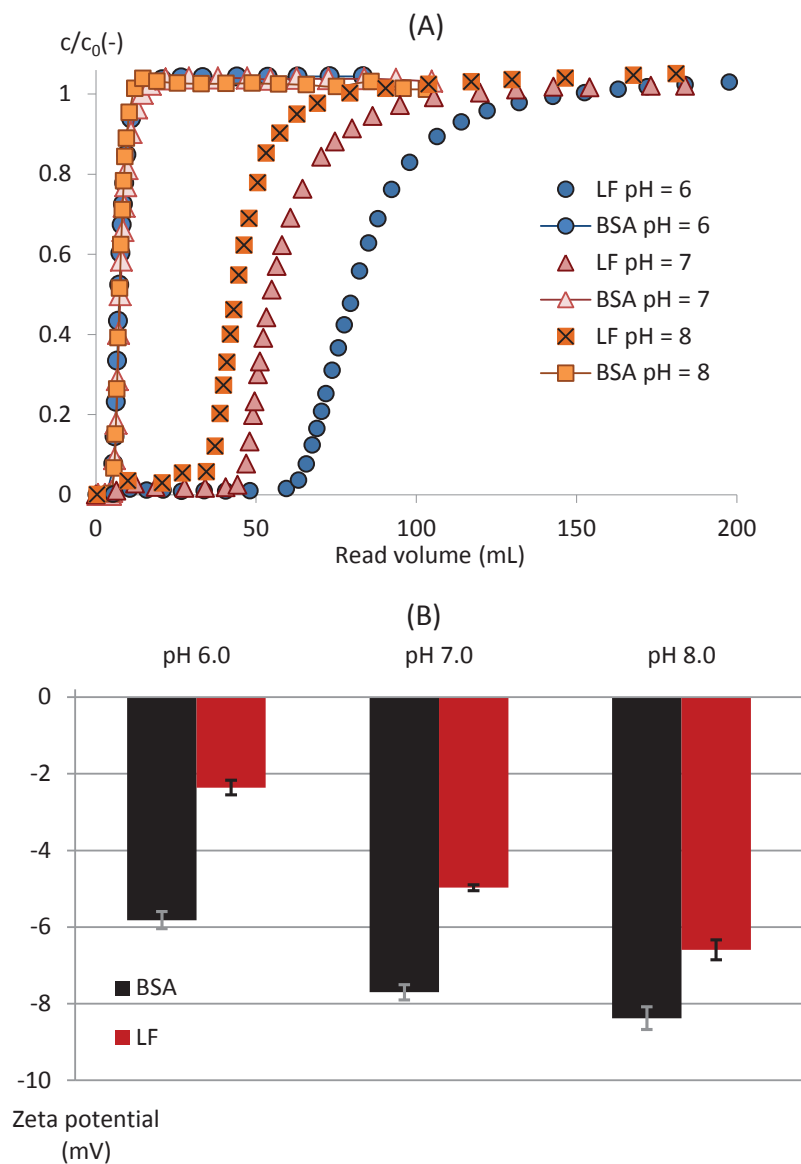 (A)
c/c₀(-)
1
0.8
0.6
0.4
0.2
0
0
50
100
150
200
Read volume (mL)
LF pH = 6
BSA pH = 6
LF pH = 7
BSA pH = 7
LF pH = 8
BSA pH = 8
(B)
pH 6.0
pH 7.0
pH 8.0
0
-2
-4
-6
-8
-10
BSA
LF
Zeta potential
(mV)